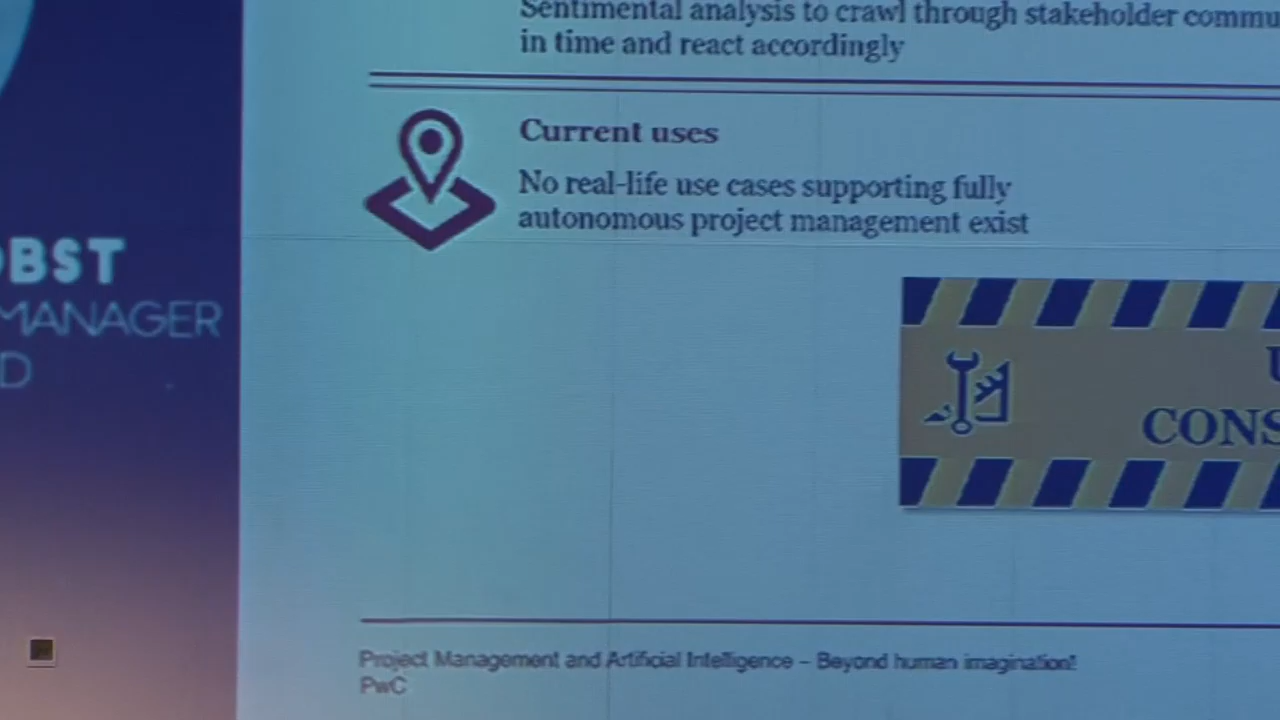 Sentimental analysis to crawl through stakeholder
in time and react accordingly
Current uses
No real-life use cases supporting fully
autonomous project management exist
OBST
MANAGER
D
U
CONS
Project Management and Artificial Intelligence – Beyond human imagination!
PwC